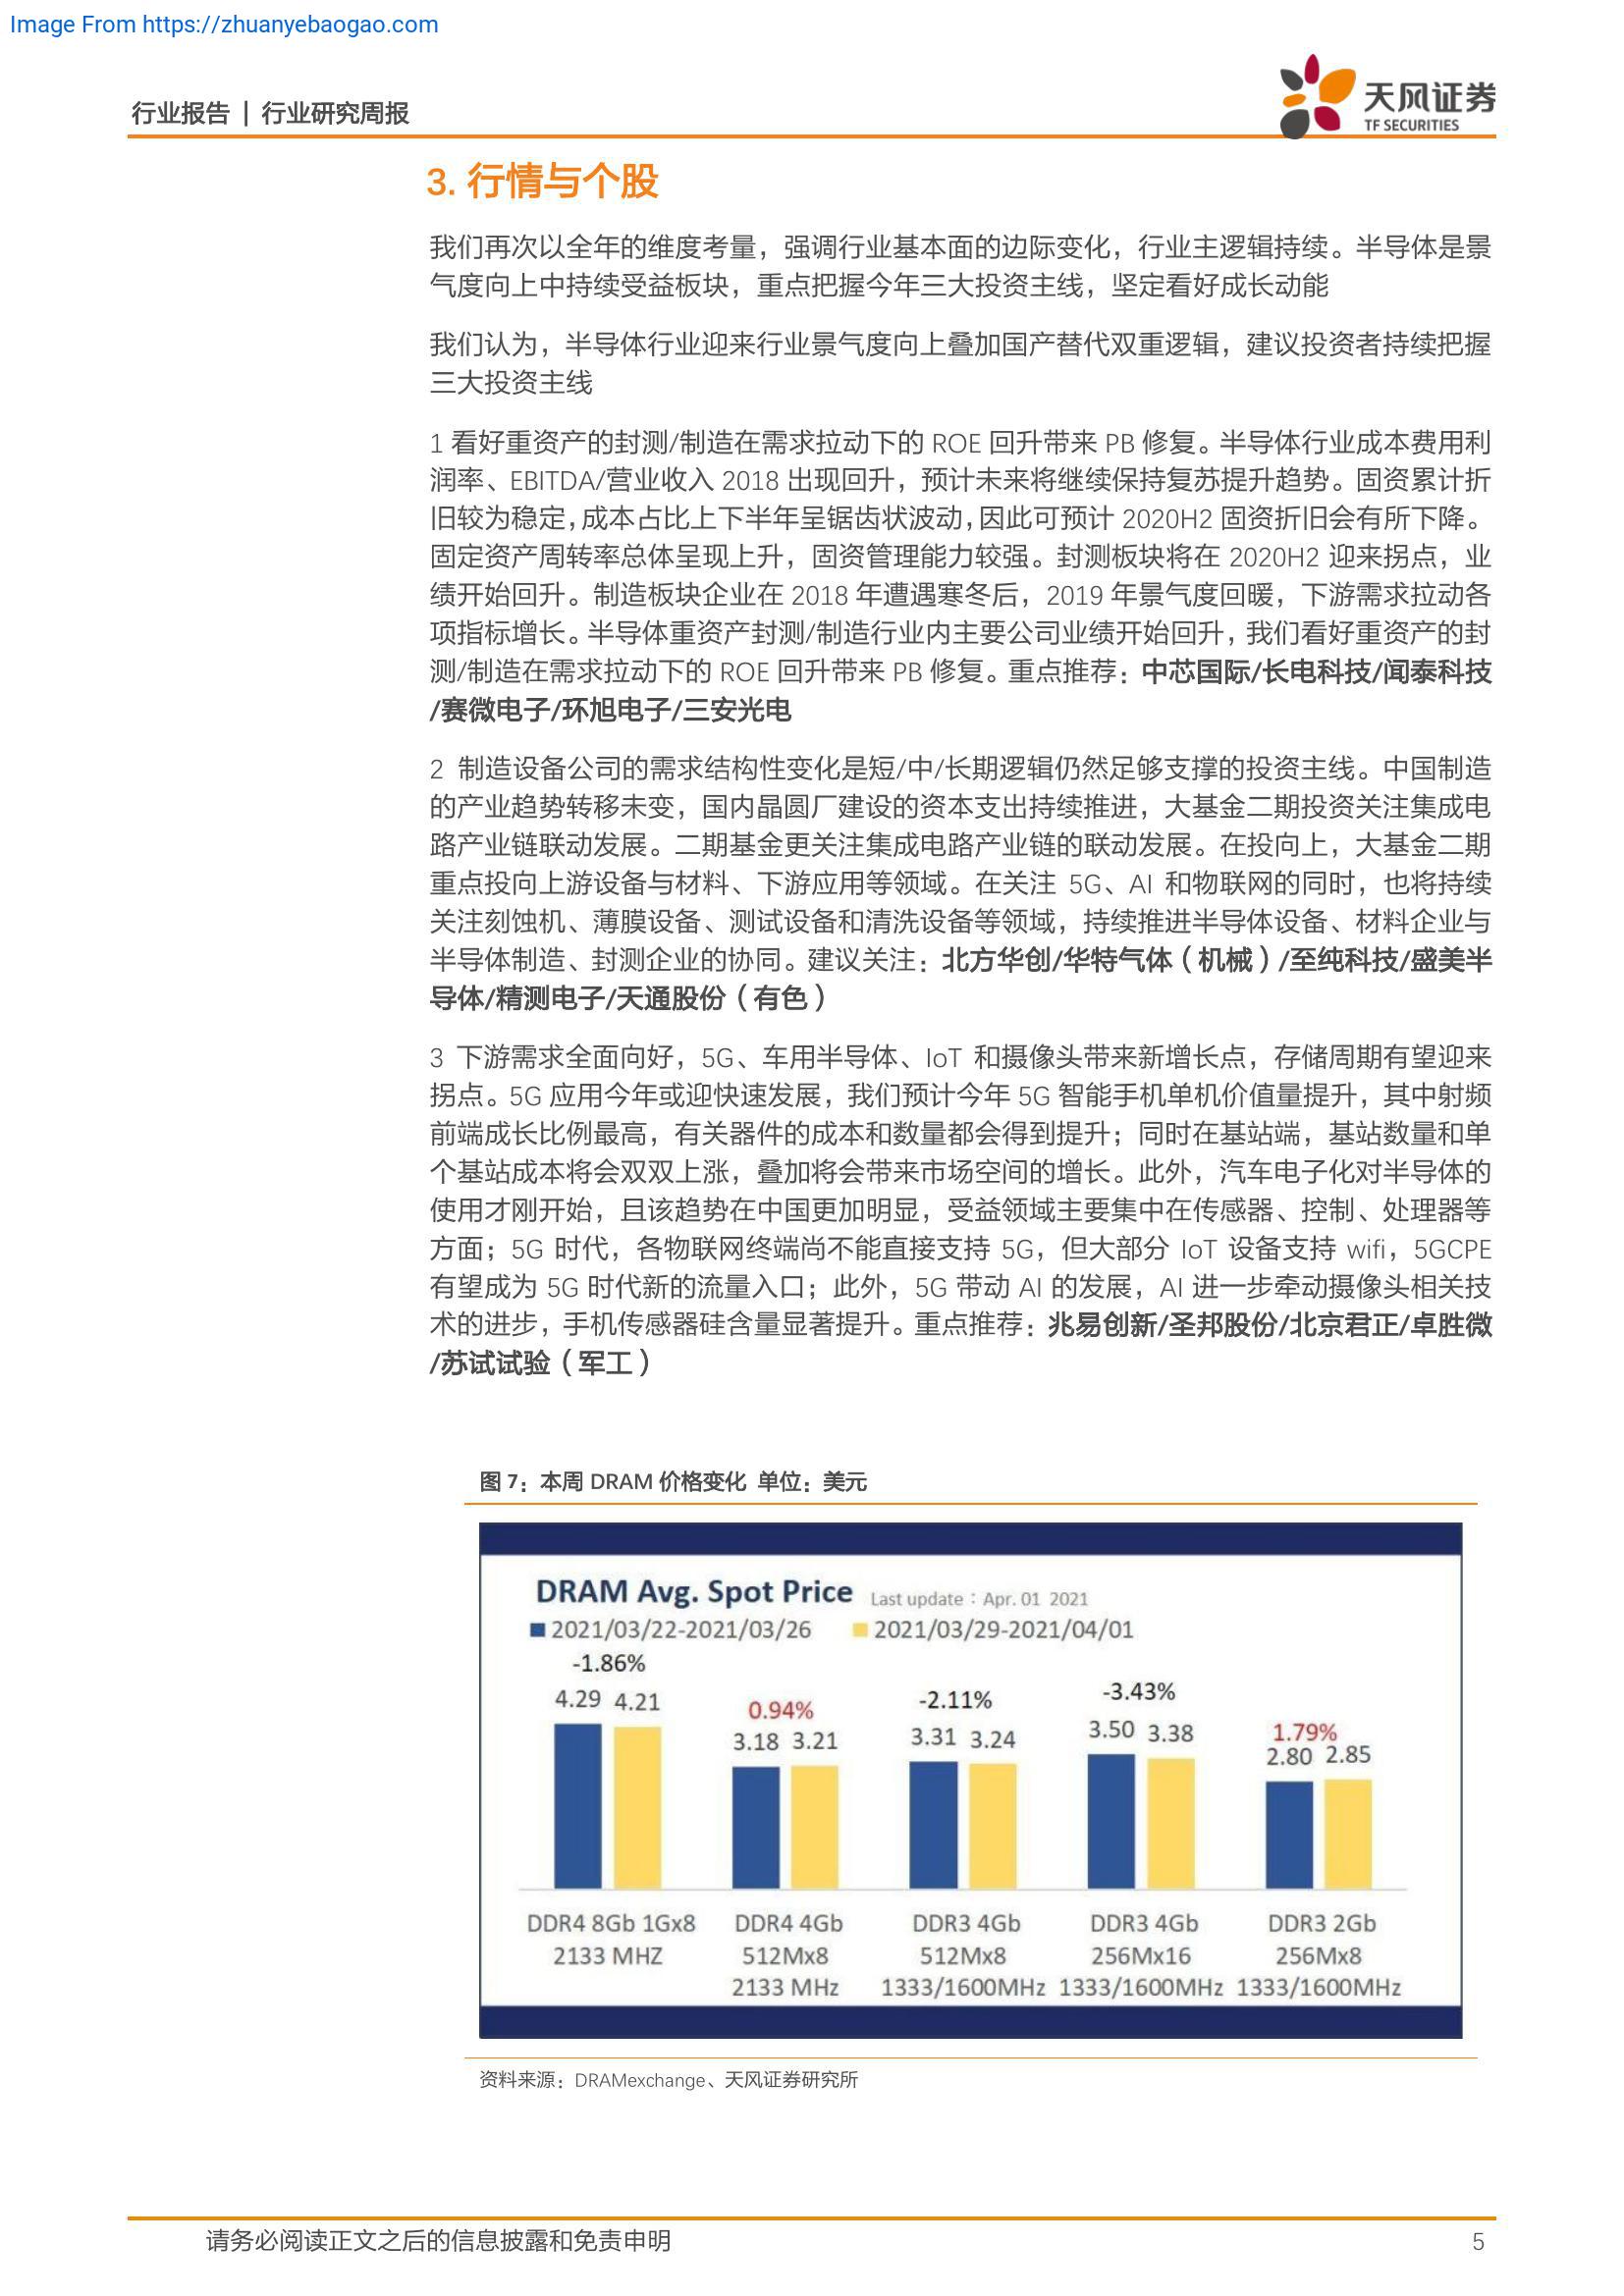 Image From https://zhuanyebaogao.com
行业报告 | 行业研究周报
天风证券
TF SECURITIES
3. 行情与个股
我们再次以全年的维度考量，强调行业基本面的边际变化，行业主逻辑持续。半导体是景
气度向上中持续受益板块，重点把握今年三大投资主线，坚定看好成长动能
我们认为，半导体行业迎来行业景气度向上叠加国产替代双重逻辑，建议投资者持续把握
三大投资主线
1 看好重资产的封测/制造在需求拉动下的 ROE 回升带来 PB 修复。半导体行业成本费用利
润率、EBITDA/营业收入 2018 出现回升，预计未来将继续保持复苏提升趋势。固资累计折
旧较为稳定，成本占比上下半年呈锯齿状波动，因此可预计 2020H2 固资折旧会有所下降。
固定资产周转率总体呈现上升，固资管理能力较强。封测板块将在 2020H2 迎来拐点，业
绩开始回升。制造板块企业在 2018 年遭遇寒冬后，2019 年景气度回暖，下游需求拉动各
项指标增长。半导体重资产封测/制造行业内主要公司业绩开始回升，我们看好重资产的封
测/制造在需求拉动下的 ROE 回升带来 PB 修复。重点推荐：中芯国际/长电科技/闻泰科技
/赛微电子/环旭电子/三安光电
2 制造设备公司的需求结构性变化是短/中/长期逻辑仍然足够支撑的投资主线。中国制造
的产业趋势转移未变，国内晶圆厂建设的资本支出持续推进，大基金二期投资关注集成电
路产业链联动发展。二期基金更关注集成电路产业链的联动发展。在投向上，大基金二期
重点投向上游设备与材料、下游应用等领域。在关注 5G、AI 和物联网的同时，也将持续
关注刻蚀机、薄膜设备、测试设备和清洗设备等领域，持续推进半导体设备、材料企业与
半导体制造、封测企业的协同。建议关注：北方华创/华特气体（机械）/至纯科技/盛美半
导体/精测电子/天通股份（有色）
3 下游需求全面向好，5G、车用半导体、IoT 和摄像头带来新增长点，存储周期有望迎来
拐点。5G 应用今年或迎快速发展，我们预计今年 5G 智能手机单机价值量提升，其中射频
前端成长比例最高，有关器件的成本和数量都会得到提升；同时在基站端，基站数量和单
个基站成本将会双双上涨，叠加将会带来市场空间的增长。此外，汽车电子化对半导体的
使用才刚开始，且该趋势在中国更加明显，受益领域主要集中在传感器、控制、处理器等
方面；5G 时代，各物联网终端尚不能直接支持 5G，但大部分 IoT 设备支持 wifi，5GCPE
有望成为 5G 时代新的流量入口；此外，5G 带动 AI 的发展，AI 进一步牵动摄像头相关技
术的进步，手机传感器硅含量显著提升。重点推荐：兆易创新/圣邦股份/北京君正/卓胜微
/苏试试验（军工）
图 7：本周 DRAM 价格变化 单位：美元
DRAM Avg. Spot Price Last update：Apr. 01 2021
2021/03/22-2021/03/26 2021/03/29-2021/04/01
-1.86% 0.94% -2.11% -3.43% 1.79%
4.29 4.21 3.18 3.21 3.31 3.24 3.50 3.38 2.80 2.85
DDR4 8Gb 1Gx8 DDR4 4Gb DDR3 4Gb DDR3 4Gb DDR3 2Gb
2133 MHZ 512Mx8 512Mx8 256Mx16 256Mx8
2133 MHz 1333/1600MHz 1333/1600MHz 1333/1600MHz
资料来源：DRAMexchange、天风证券研究所
请务必阅读正文之后的信息披露和免责申明 5